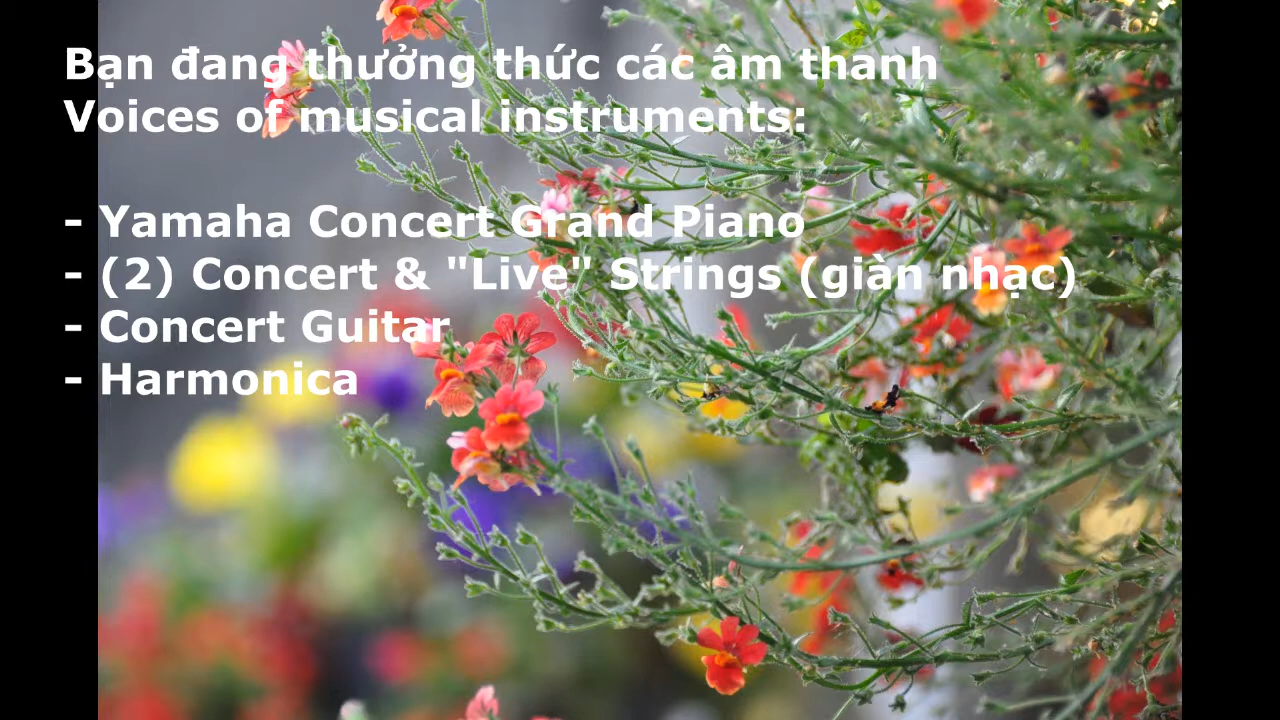 Bạn đang thưởng thức các âm thanh
Voices of musical instruments:
- Yamaha Concert Grand Piano
- (2) Concert & "Live" Strings (giàn nhạc)
- Concert Guitar
- Harmonica